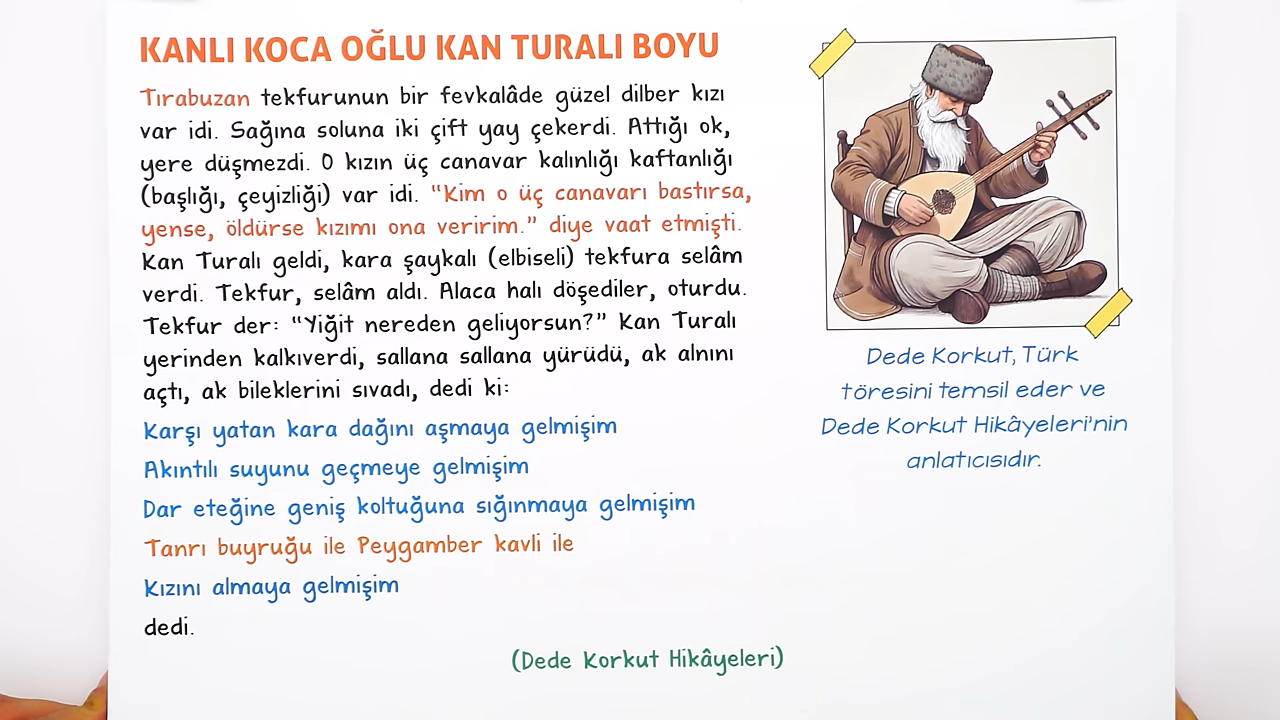 KANLI KOCA OĞLU KAN TURALI BOYU
Tırabuzan tekfurunun bir fevkalâde güzel dilber kızı
var idi. Sağına soluna iki çift yay çekerdi. Attığı ok,
yere düşmezdi. O kızın üç canavar kalınlığı kaftanlığı
(başlığı, çeyizliği) var idi. “Kim o üç canavarı bastırsa,
yense, öldürse kızımı ona veririm.” diye vaat etmişti.
Kan Turalı geldi, kara şaykalı (elbiseli) tekfura selâm
verdi. Tekfur, selâm aldı. Alaca halı döşediler, oturdu.
Tekfur der: “Yiğit nereden geliyorsun?” Kan Turalı
yerinden kalkıverdi, sallana sallana yürüdü, ak alnını
açtı, ak bileklerini sıvadı, dedi ki:
Karşı yatan kara dağını aşmaya gelmişim
Akıntılı suyunu geçmeye gelmişim
Dar eteğine geniş koltuğuna sığınmaya gelmişim
Tanrı buyruğu ile Peygamber kavli ile
Kızını almaya gelmişim
dedi.
(Dede Korkut Hikâyeleri)
Dede Korkut, Türk
töresini temsil eder ve
Dede Korkut Hikâyeleri'nin
anlatıcısıdır.